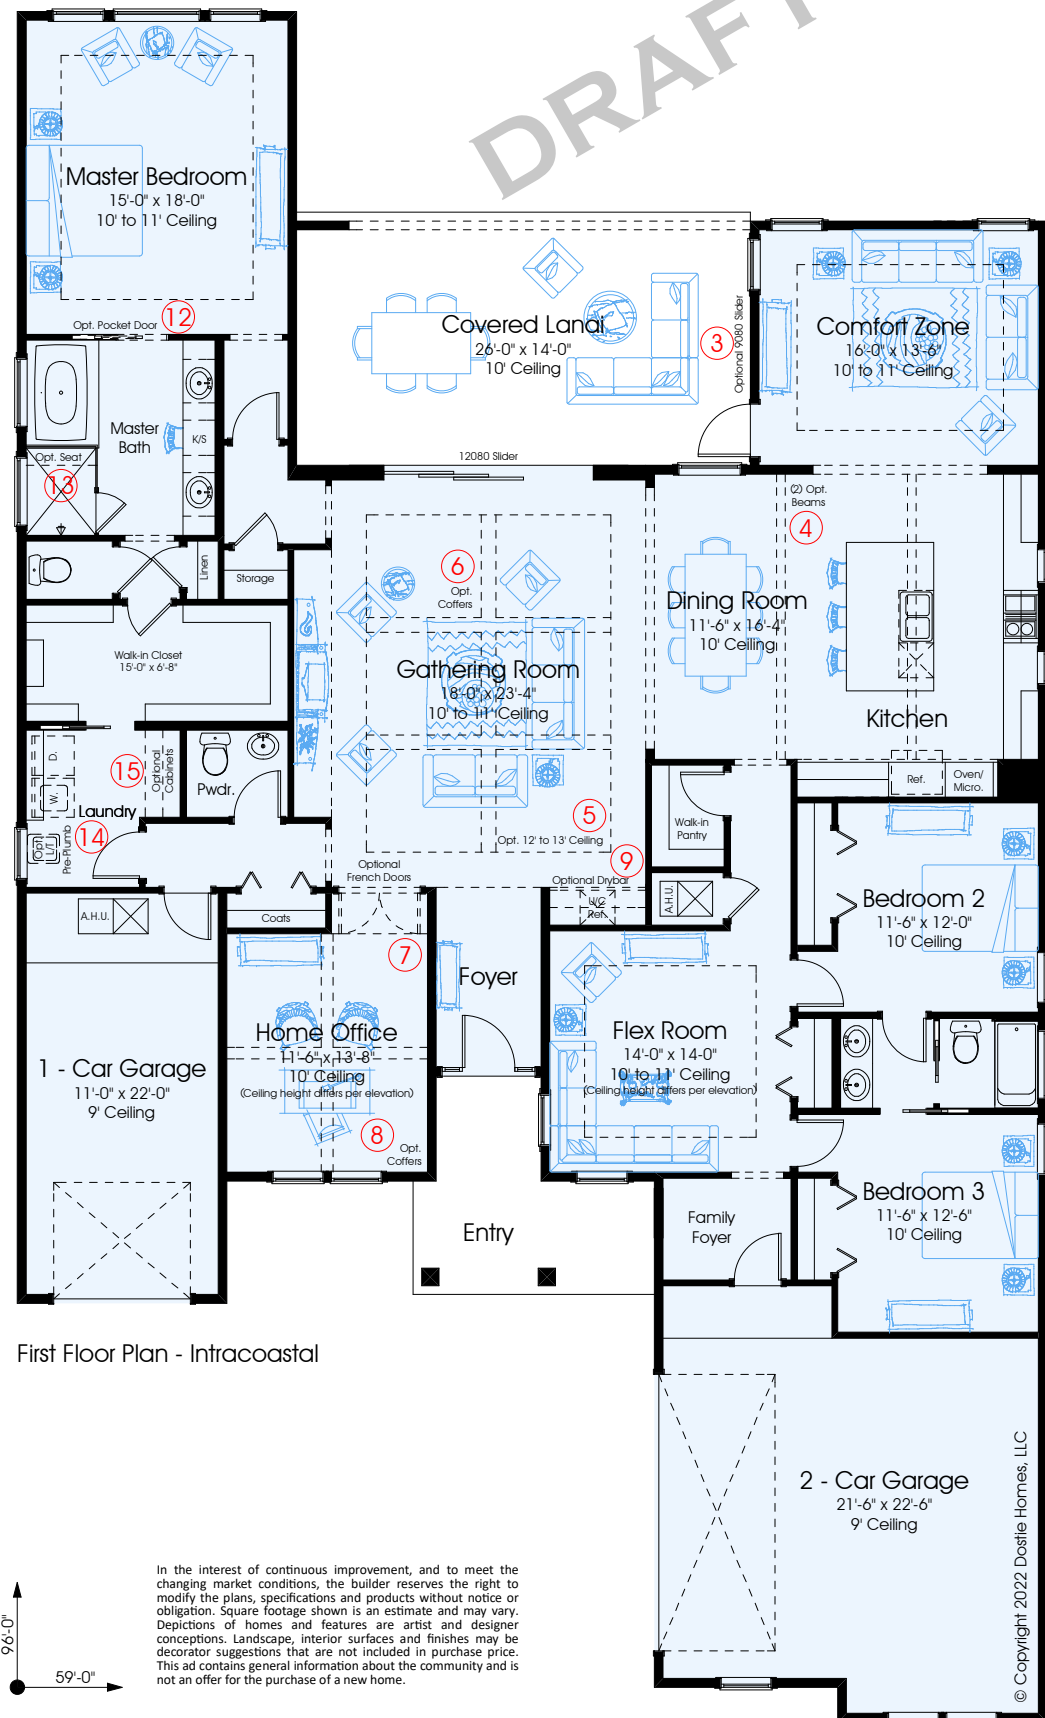 DRAFT
Master Bedroom
15'-0" x 18'-0"
10' to 11' Ceiling
Opt. Pocket Door
12
Covered Lanai
26'-0" x 14'-0"
10' Ceiling
3
Optional 9080 Slider
Comfort Zone
16'-0" x 13'-6"
10' to 11' Ceiling
Master
Bath
K/S
Opt. Seat
13
12080 Slider
(2) Opt.
Beams
4
Linen
Storage
6
Opt.
Coffers
Dining Room
11'-6" x 16'-4"
10' Ceiling
Walk-in Closet
15'-0" x 6'-8"
Gathering Room
18'-0" x 23'-4"
10' to 11' Ceiling
Kitchen
D.
W.
15
Optional
Cabinets
Pwdr.
Laundry
14
Opt.
L/T
Pre-Plumb
Ref.
Oven/
Micro.
Walk-in
Pantry
5
Opt. 12' to 13' Ceiling
9
Optional Drybar
U/C
Ref.
A.H.U.
Optional
French Doors
Bedroom 2
11'-6" x 12'-0"
10' Ceiling
A.H.U.
Coats
7
Foyer
Home Office
11'-6" x 13'-8"
10' Ceiling
(Ceiling height differs per elevation)
8
Opt.
Coffers
Flex Room
14'-0" x 14'-0"
10' to 11' Ceiling
(Ceiling height differs per elevation)
1 - Car Garage
11'-0" x 22'-0"
9' Ceiling
Bedroom 3
11'-6" x 12'-6"
10' Ceiling
Entry
Family
Foyer
First Floor Plan - Intracoastal
2 - Car Garage
21'-6" x 22'-6"
9' Ceiling
© Copyright 2022 Dostie Homes, LLC
96'-0"
59'-0"
In the interest of continuous improvement, and to meet the
changing market conditions, the builder reserves the right to
modify the plans, specifications and products without notice or
obligation. Square footage shown is an estimate and may vary.
Depictions of homes and features are artist and designer
conceptions. Landscape, interior surfaces and finishes may be
decorator suggestions that are not included in purchase price.
This ad contains general information about the community and is
not an offer for the purchase of a new home.